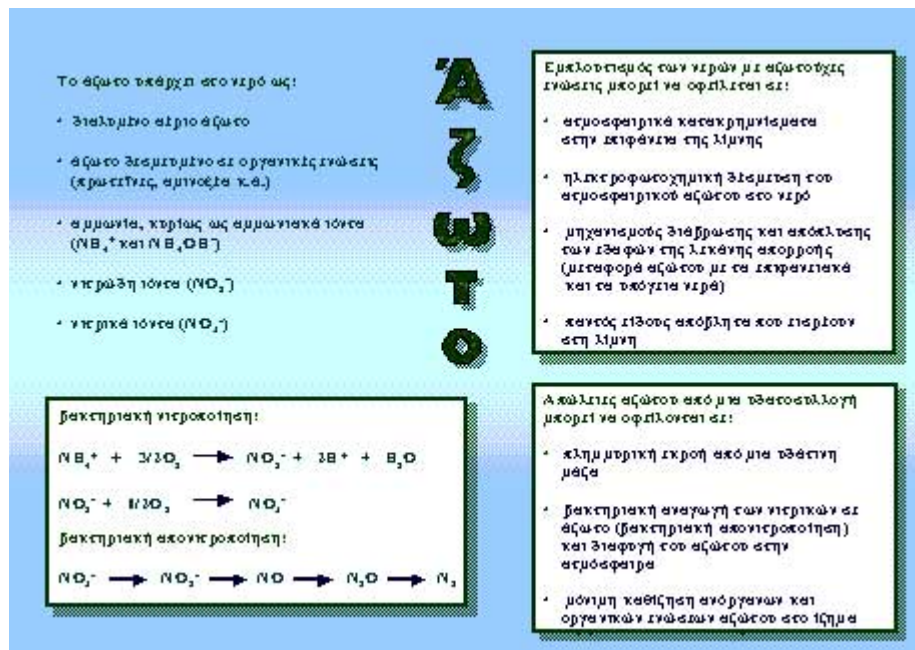 Το άζωτο υπάρχει στο νερό ως:
• διαλυμένο αέριο άζωτο
• άζωτο δεσμευμένο σε οργανικές ενώσεις
(πρωτεΐνες, αμινοξέα κ.ά.)
• αμμωνία, κυρίως ως αμμωνιακά ιόντα
(NH₄⁺ και NH₄OH⁻)
• νιτρώδη ιόντα (NO₂⁻)
• νιτρικά ιόντα (NO₃⁻)
Άζωτο
Εμπλουτισμός των νερών με αζωτούχες
ενώσεις μπορεί να οφείλεται σε:
• ατμοσφαιρικά κατακρημνίσματα
στην επιφάνεια της λίμνης
• ηλεκτροφωτοχημική δέσμευση του
ατμοσφαιρικού αζώτου στο νερό
• μηχανισμούς διάβρωσης και απόπλυσης
των εδαφών της λεκάνης απορροής
(μεταφορά αζώτου με τα επιφανειακά
και τα υπόγεια νερά)
• παντός είδους απόβλητα που εισρέουν
στη λίμνη
βακτηριακή νιτροποίηση:
NH₄⁺ + 3/2O₂ → NO₂⁻ + 2H⁺ + H₂O
NO₂⁻ + 1/2O₂ → NO₃⁻
βακτηριακή απονιτροποίηση:
NO₃⁻ → NO₂⁻ → NO → N₂O → N₂
Απώλειες αζώτου από μια υδατοσυλλογή
μπορεί να οφείλονται σε:
• πλημμυρική εκροή από μια υδάτινη
μάζα
• βακτηριακή αναγωγή των νιτρικών σε
άζωτο (βακτηριακή απονιτροποίηση)
και διαφυγή του αζώτου στην
ατμόσφαιρα
• μόνιμη καθίζηση ανόργανων και
οργανικών ενώσεων αζώτου στο ίζημα